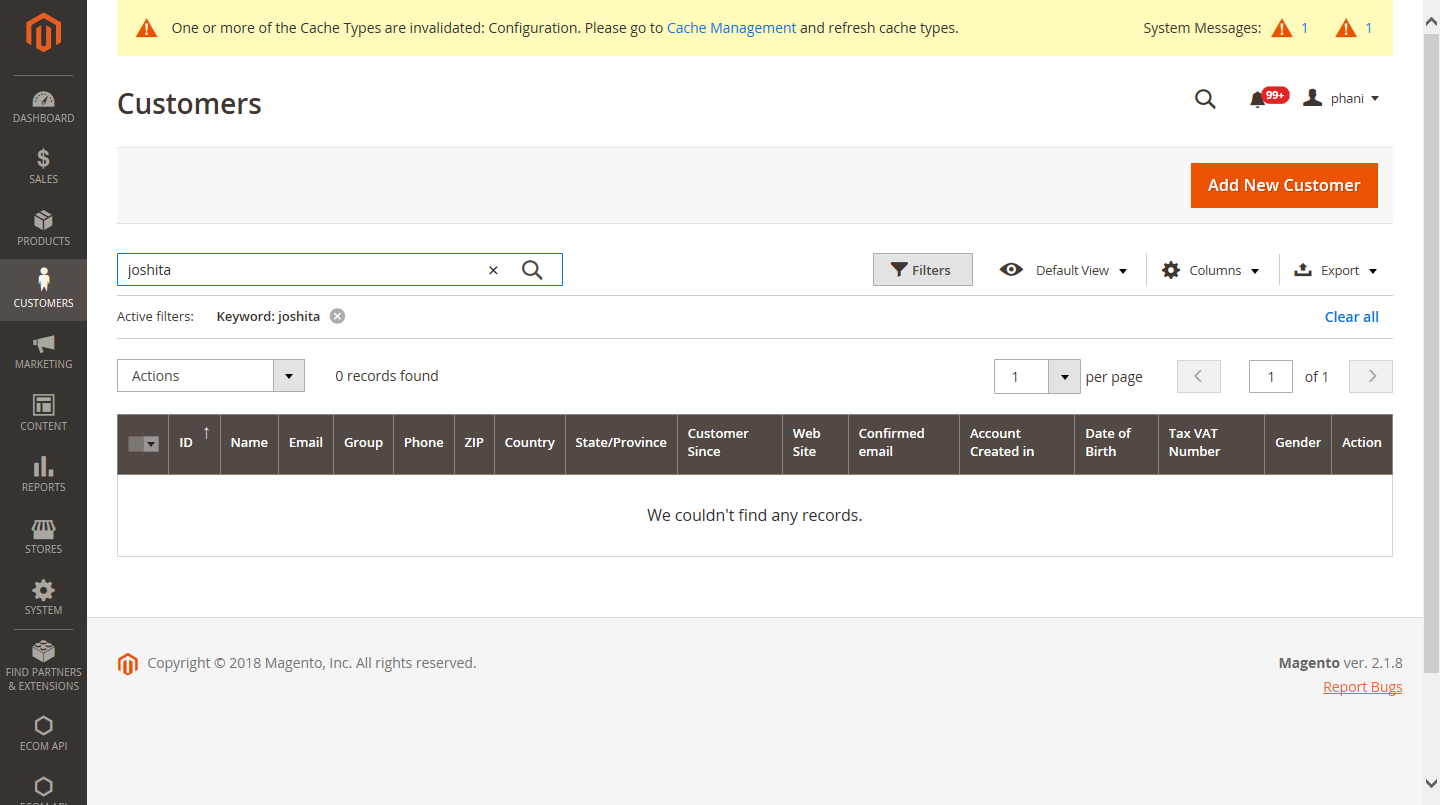 One or more of the Cache Types are invalidated: Configuration. Please go to Cache Management and refresh cache types. System Messages: 1 1
Customers
99+ phani
DASHBOARD
SALES
PRODUCTS
CUSTOMERS
MARKETING
CONTENT
REPORTS
STORES
SYSTEM
FIND PARTNERS
& EXTENSIONS
ECOM API
ECOM API
Add New Customer
joshita
Filters Default View Columns Export
Active filters: Keyword: joshita Clear all
Actions 0 records found 1 per page 1 of 1
ID ↑ Name Email Group Phone ZIP Country State/Province Customer Since Web Site Confirmed email Account Created in Date of Birth Tax VAT Number Gender Action
We couldn't find any records.
Copyright © 2018 Magento, Inc. All rights reserved. Magento ver. 2.1.8
Report Bugs